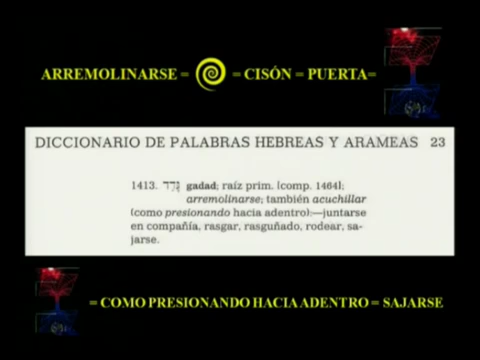 ARREMOLINARSE = = CISÓN = PUERTA=
DICCIONARIO DE PALABRAS HEBREAS Y ARAMEAS 23
1413. גָּדַד gadad; raíz prim. [comp. 1464];
arremolinarse; también acuchillar
(como presionando hacia adentro):—juntarse
en compañía, rasgar, rasguñado, rodear, sa-
jarse.
= COMO PRESIONANDO HACIA ADENTRO = SAJARSE